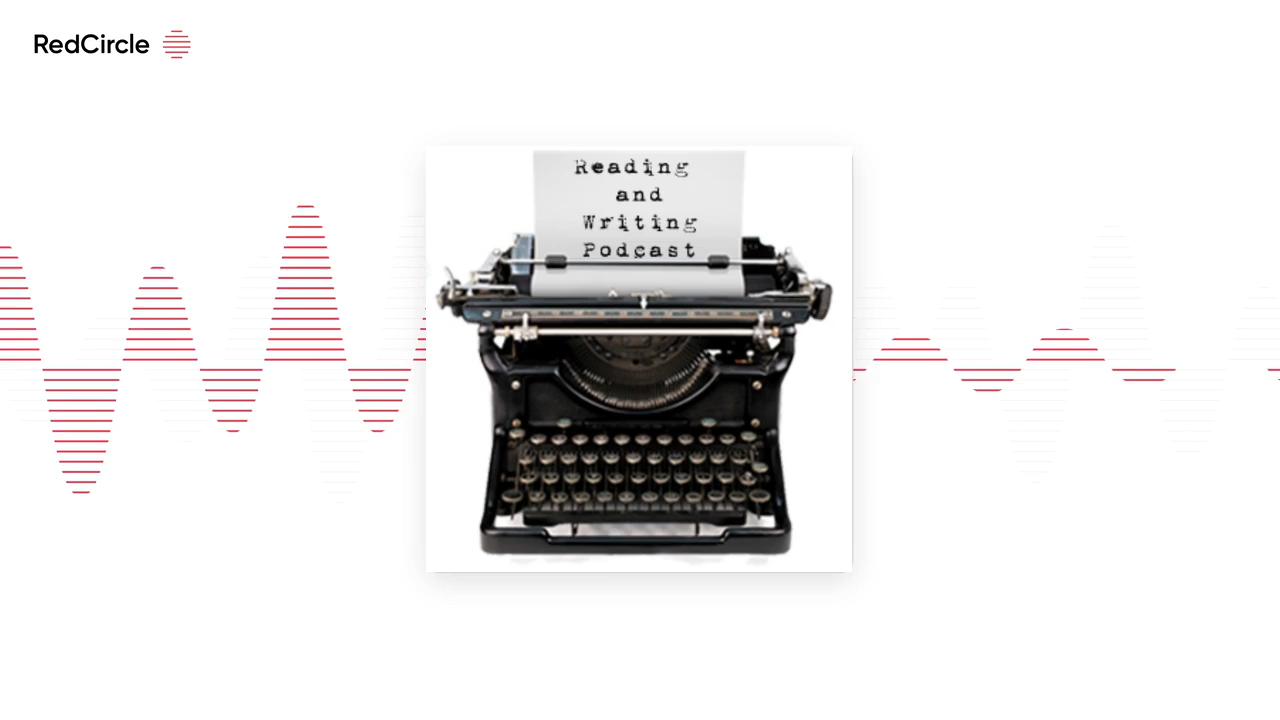 RedCircle
Reading
and
Writing
Podcast